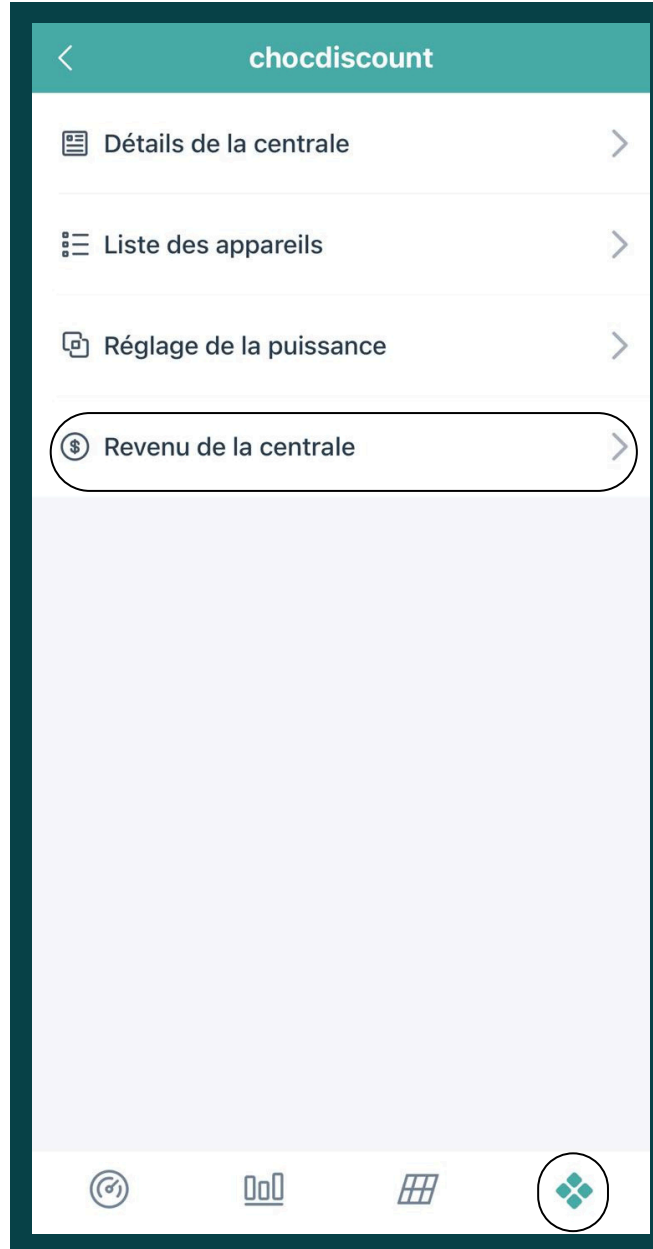 chocdiscount
Détails de la centrale
Liste des appareils
Réglage de la puissance
Revenu de la centrale